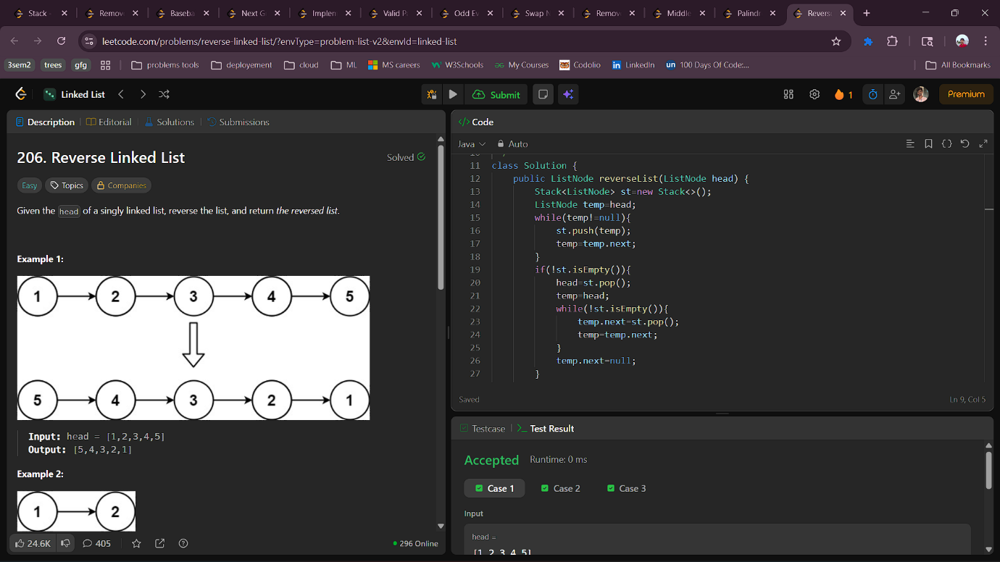 Stack - Remov Baseba Next G Implem Valid P Odd Ev Swap N Remov Middle Palindr Revers
leetcode.com/problems/reverse-linked-list/?envType=problem-list-v2&envId=linked-list
3sem2 trees gfg problems tools deployement cloud ML MS careers W3Schools My Courses Codolio LinkedIn un 100 Days Of Code:... All Bookmarks
Linked List Submit 1 Premium
Description Editorial Solutions Submissions
206. Reverse Linked List Solved
Easy Topics Companies
Given the head of a singly linked list, reverse the list, and return the reversed list.
Example 1:
1 2 3 4 5
5 4 3 2 1
Input: head = [1,2,3,4,5]
Output: [5,4,3,2,1]
Example 2:
1 2
24.6K 405 296 Online
</> Code
Java Auto
11 class Solution {
12 public ListNode reverseList(ListNode head) {
13 Stack<ListNode> st=new Stack<>();
14 ListNode temp=head;
15 while(temp!=null){
16 st.push(temp);
17 temp=temp.next;
18 }
19 if(!st.isEmpty()){
20 head=st.pop();
21 temp=head;
22 while(!st.isEmpty()){
23 temp.next=st.pop();
24 temp=temp.next;
25 }
26 temp.next=null;
27 }
Saved Ln 9, Col 5
Testcase >_ Test Result
Accepted Runtime: 0 ms
Case 1 Case 2 Case 3
Input
head =
[1,2,3,4,5]